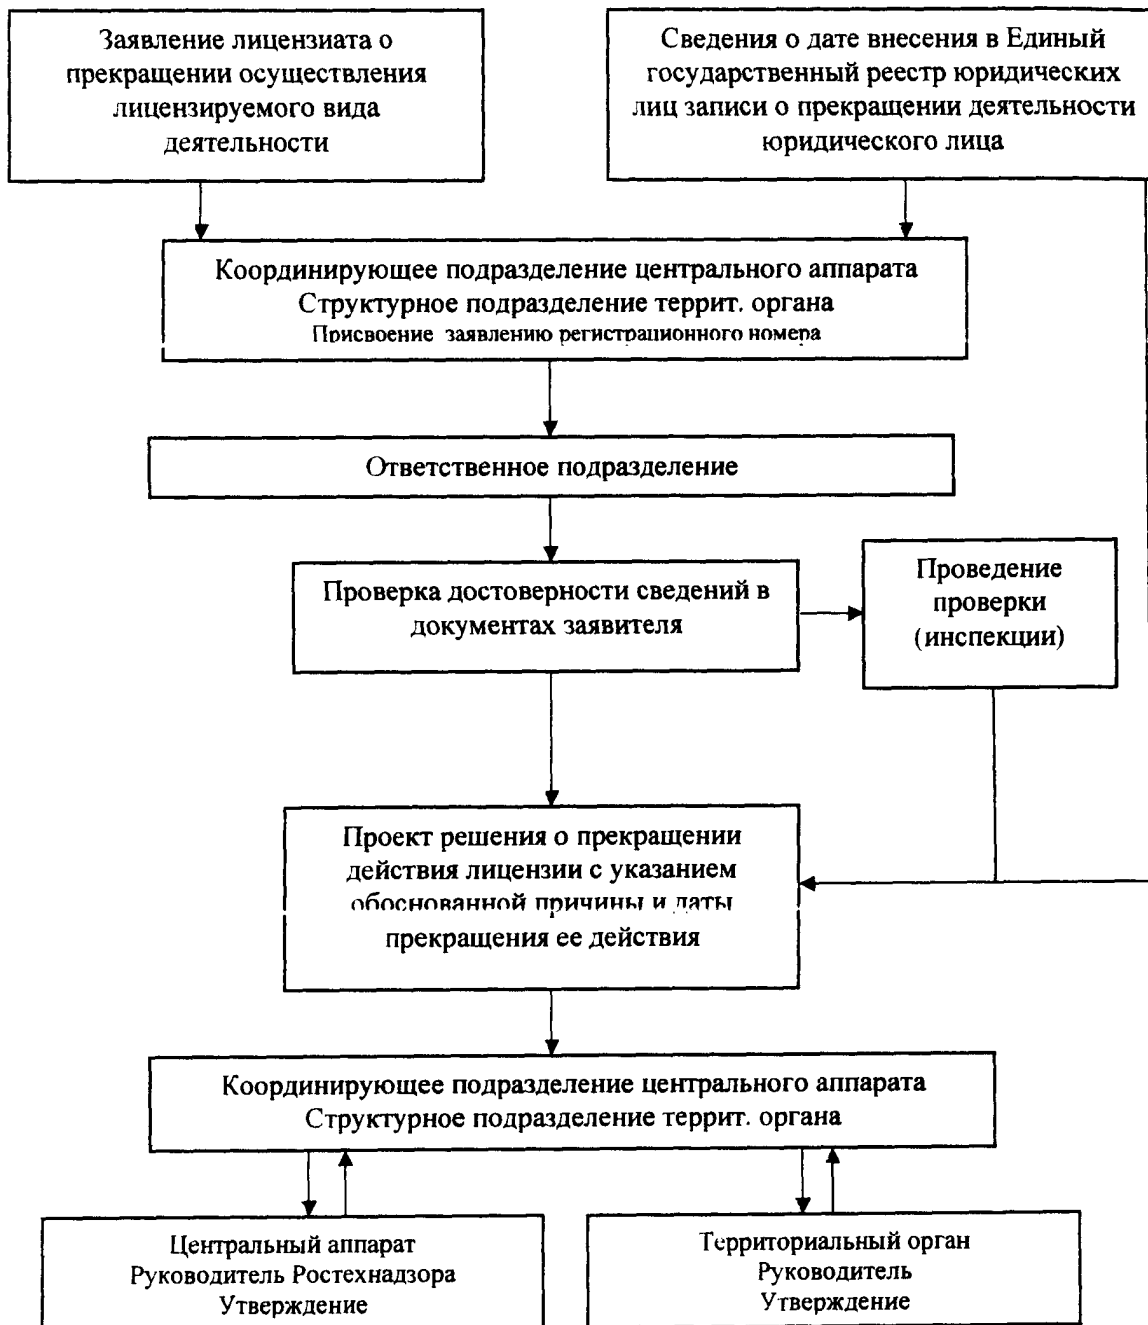 Заявление лицензиата о
прекращении осуществления
лицензируемого вида
деятельности
Сведения о дате внесения в Единый
государственный реестр юридических
лиц записи о прекращении деятельности
юридического лица
Координирующее подразделение центрального аппарата
Структурное подразделение террит. органа
Присвоение заявлению регистрационного номера
Ответственное подразделение
Проверка достоверности сведений в
документах заявителя
Проведение
проверки
(инспекции)
Проект решения о прекращении
действия лицензии с указанием
обоснованной причины и даты
прекращения ее действия
Координирующее подразделение центрального аппарата
Структурное подразделение террит. органа
Центральный аппарат
Руководитель Ростехнадзора
Утверждение
Территориальный орган
Руководитель
Утверждение